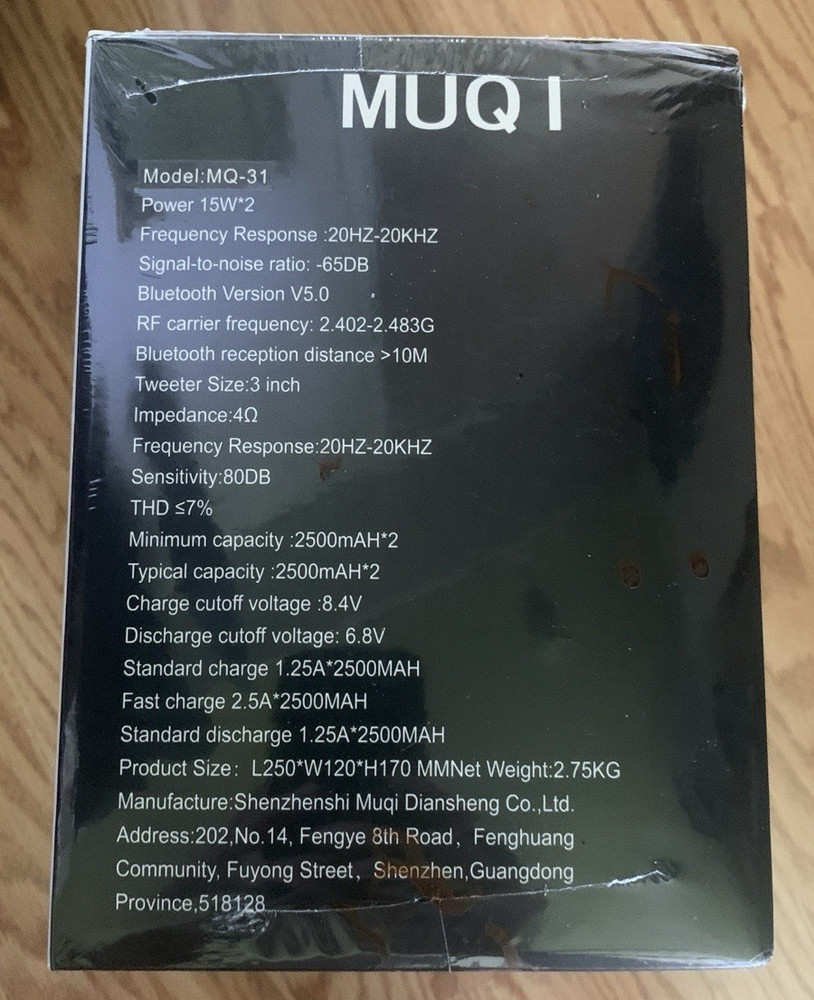 MUQI
Model:MQ-31
Power 15W*2
Frequency Response :20HZ-20KHZ
Signal-to-noise ratio: -65DB
Bluetooth Version V5.0
RF carrier frequency: 2.402-2.483G
Bluetooth reception distance >10M
Tweeter Size:3 inch
Impedance:4Ω
Frequency Response:20HZ-20KHZ
Sensitivity:80DB
THD ≤7%
Minimum capacity :2500mAH*2
Typical capacity :2500mAH*2
Charge cutoff voltage :8.4V
Discharge cutoff voltage: 6.8V
Standard charge 1.25A*2500MAH
Fast charge 2.5A*2500MAH
Standard discharge 1.25A*2500MAH
Product Size： L250*W120*H170 MMNet Weight:2.75KG
Manufacture:Shenzhenshi Muqi Diansheng Co.,Ltd.
Address:202,No.14, Fengye 8th Road，Fenghuang
Community, Fuyong Street，Shenzhen,Guangdong
Province,518128